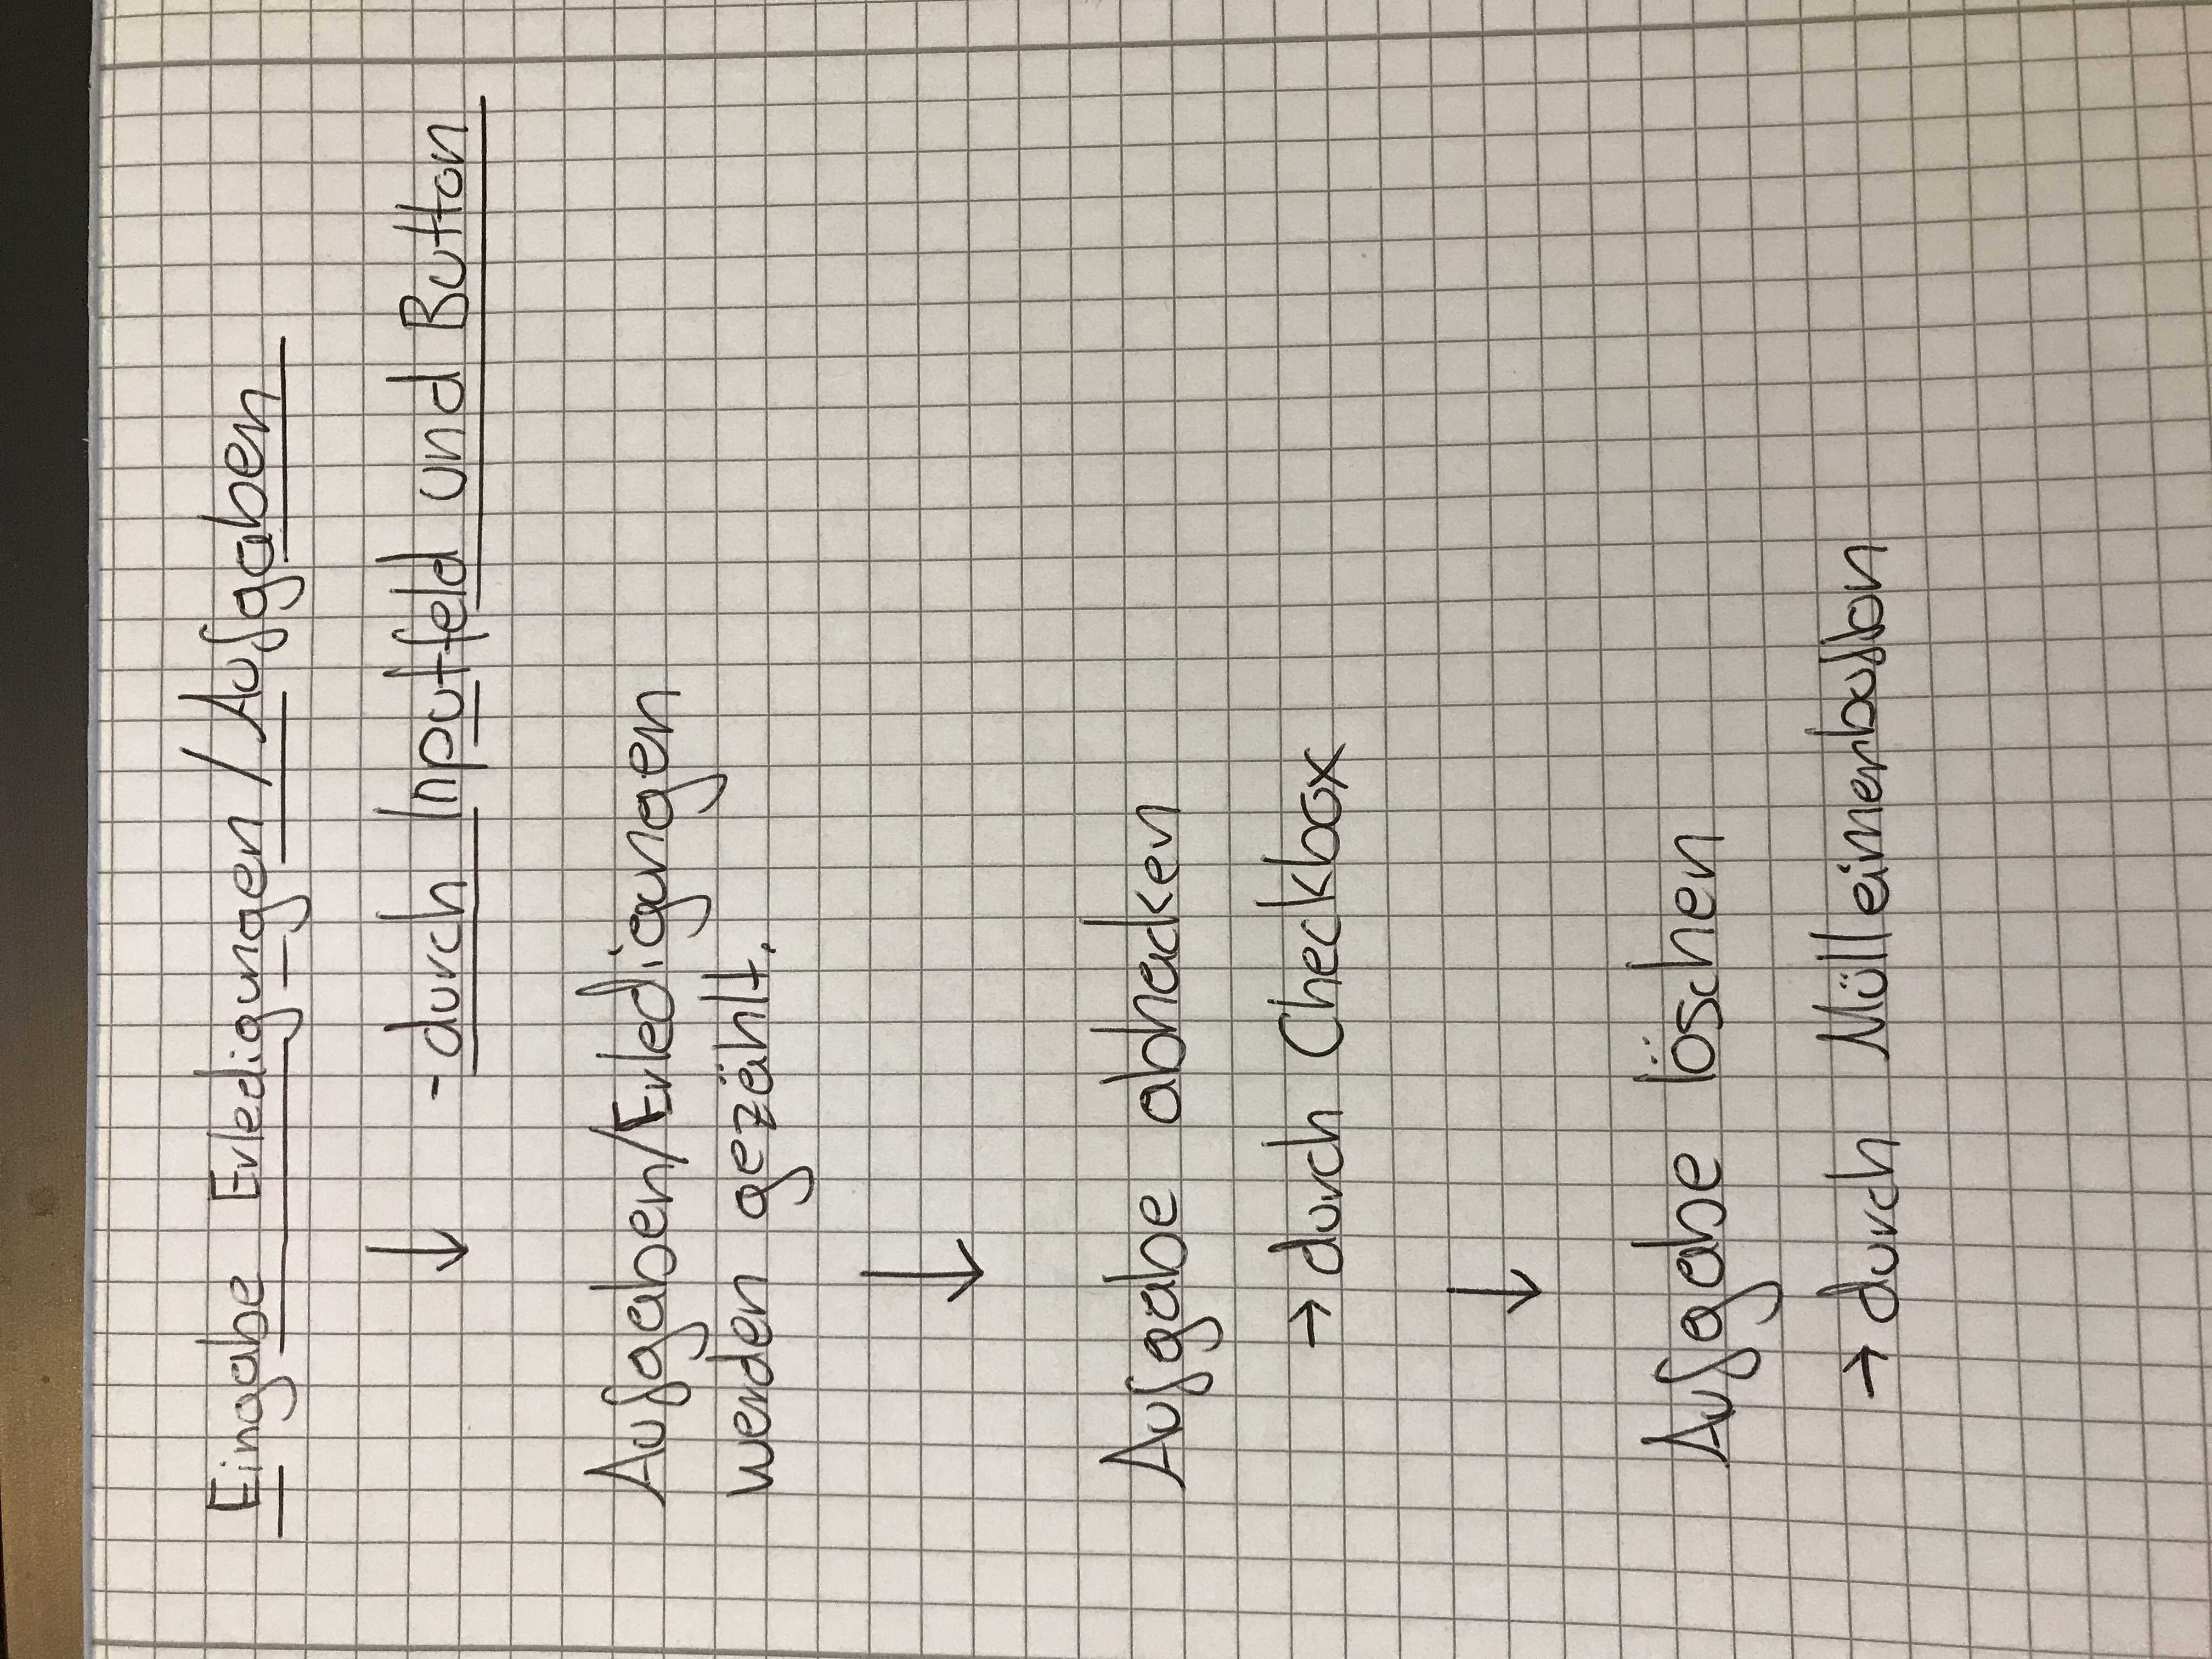 Eingabe Erledigungen / Aufgaben
↓ - durch Inputfeld und Button
Aufgaben/Erledigungen
werden gezählt.
↓
Aufgabe abhacken
→ durch Checkbox
↓
Aufgabe löschen
→ durch Mülleimerbutton